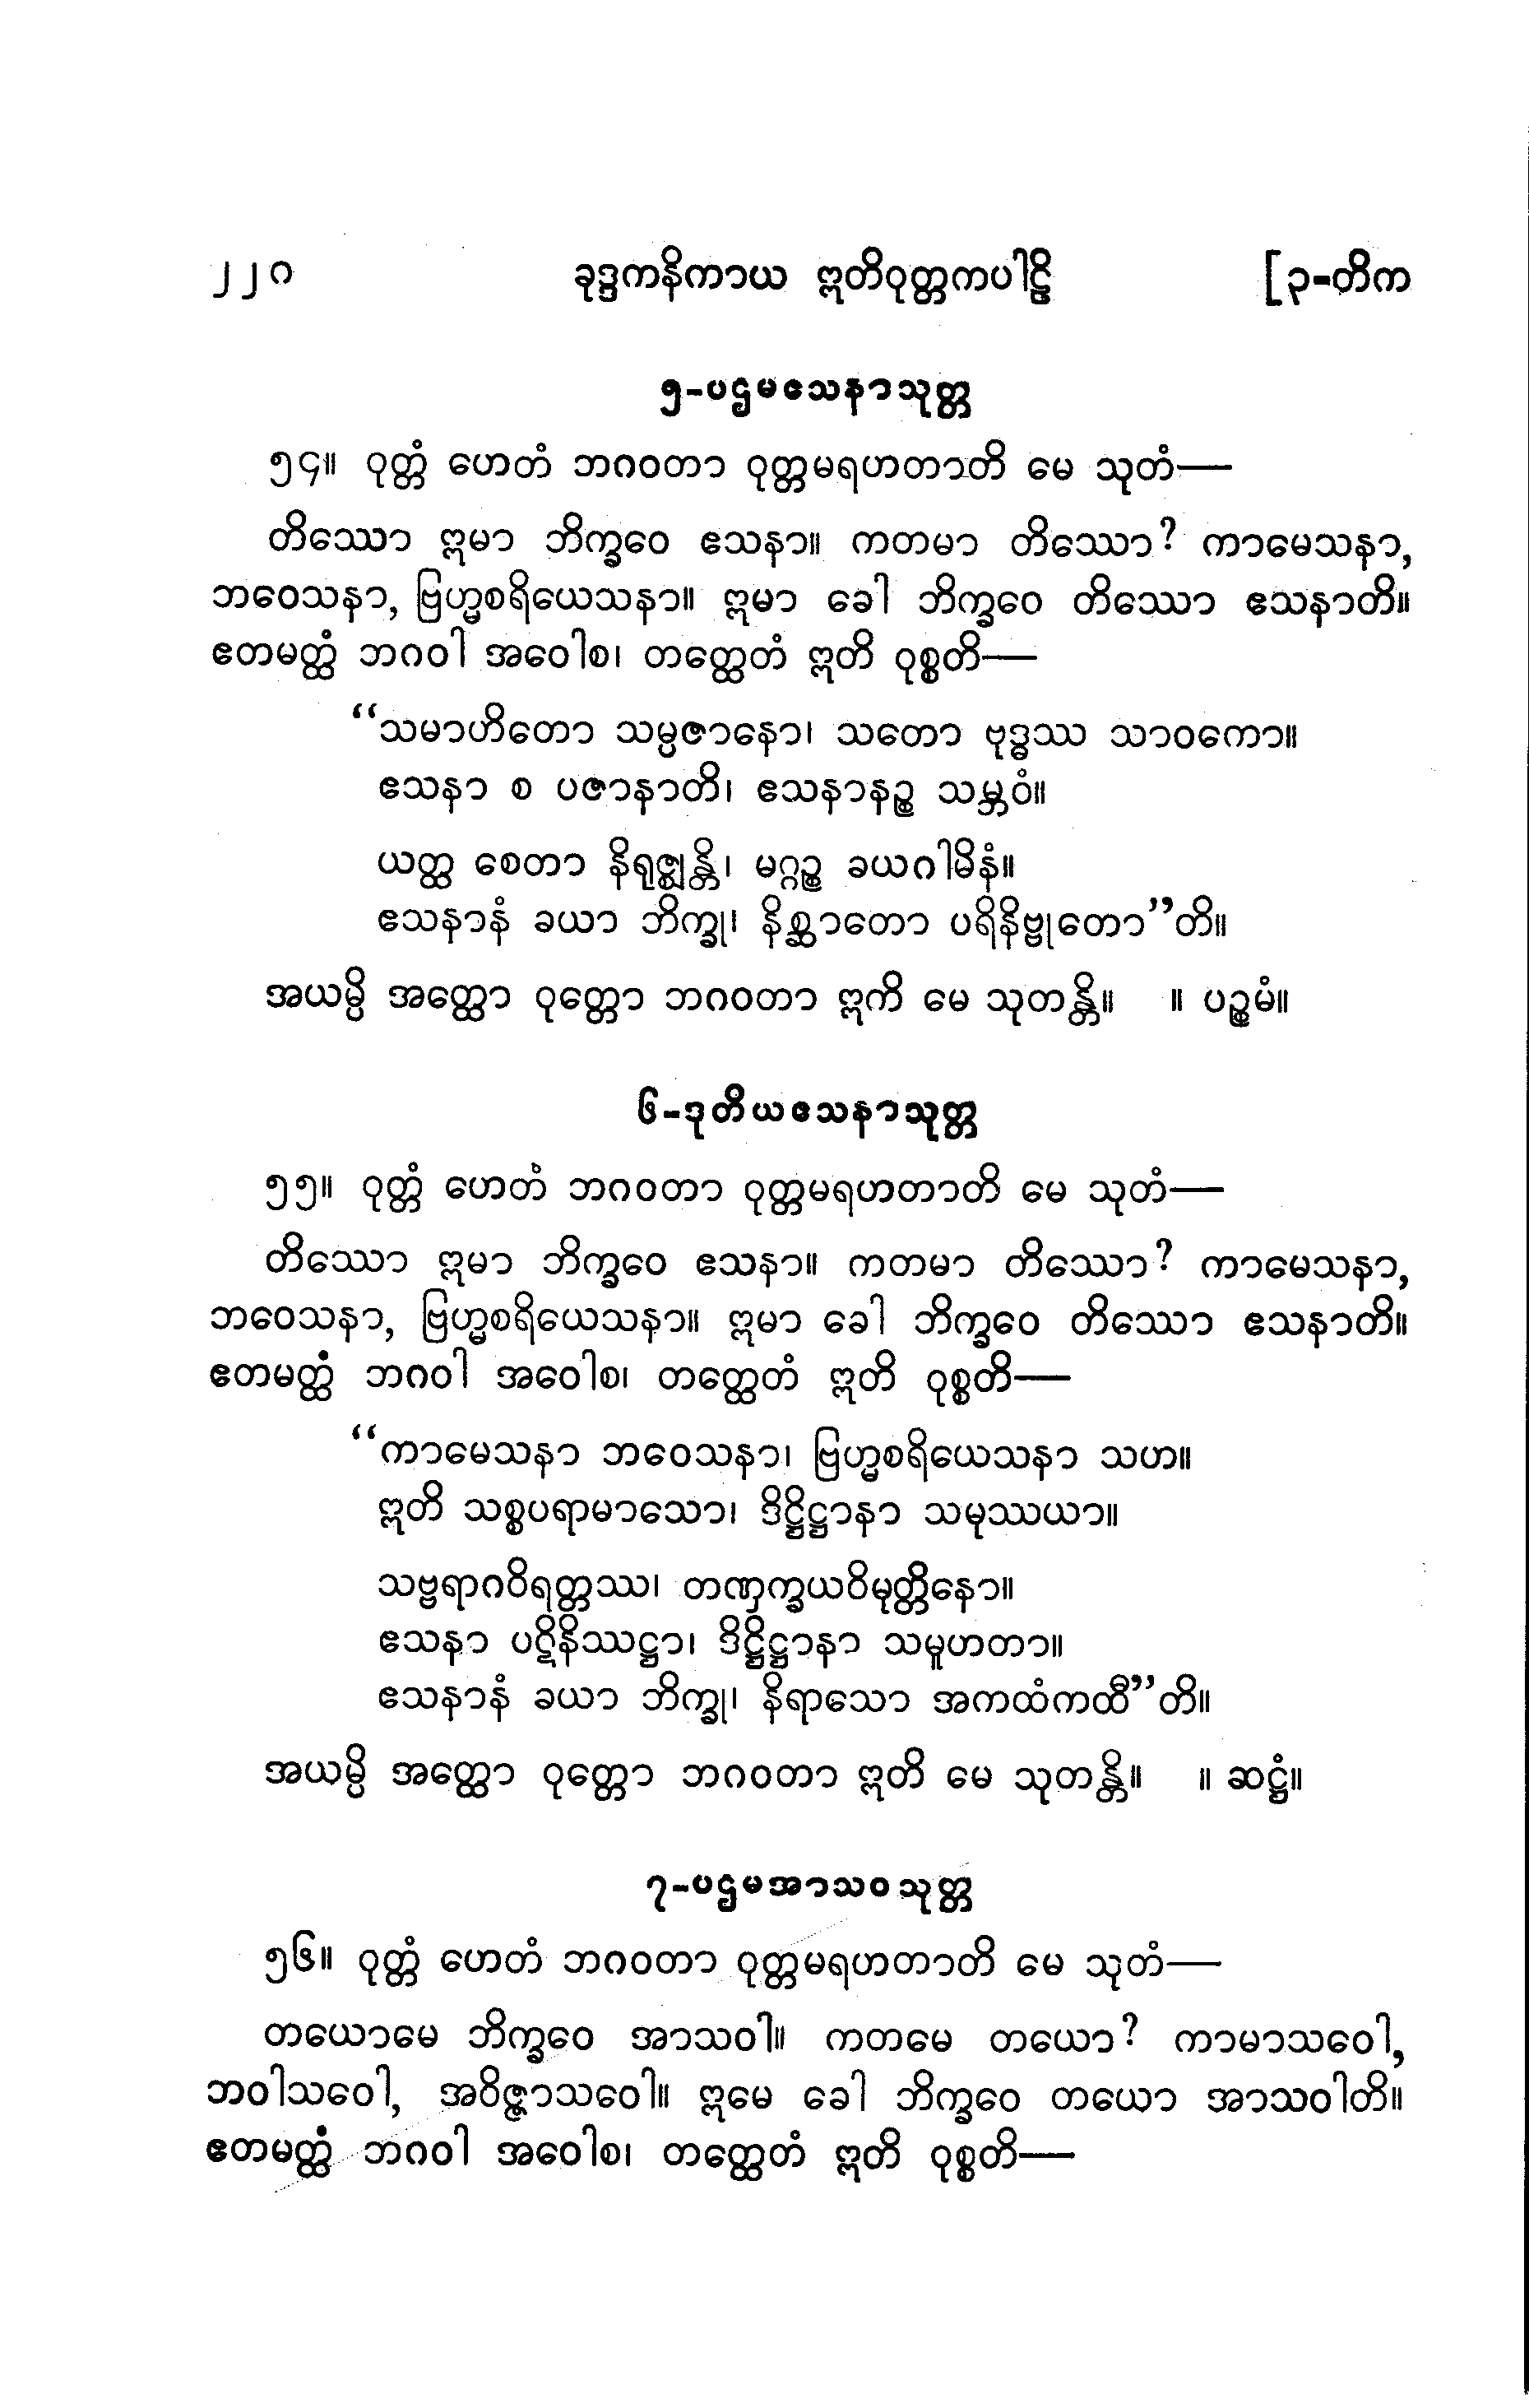 ၂၂၀ ခုဒ္ဒကနိကာယ ဣတိဝုတ္တကပါဠိ [၃-တိက
၅-ပဌမဧသနာသုတ္တ
၅၄။ ဝုတ္တံ ဟေတံ ဘဂဝတာ ဝုတ္တမရဟတာတိ မေ သုတံ—
တိဿော ဣမာ ဘိက္ခဝေ ဧသနာ။ ကတမာ တိဿော? ကာမေသနာ,
ဘဝေသနာ, ဗြဟ္မစရိယေသနာ။ ဣမာ ခေါ ဘိက္ခဝေ တိဿော ဧသနာတိ။
ဧတမတ္ထံ ဘဂဝါ အဝေါစ၊ တတ္ထေတံ ဣတိ ဝုစ္စတိ—
“သမာဟိတော သမ္ပဇာနော၊ သတော ဗုဒ္ဓဿ သာဝကော။
ဧသနာ စ ပဇာနာတိ၊ ဧသနာနဉ္စ သမ္ဘဝံ။
ယတ္ထ စေတာ နိရုဇ္ဈန္တိ၊ မဂ္ဂဉ္စ ခယဂါမိနံ။
ဧသနာနံ ခယာ ဘိက္ခု၊ နိစ္ဆာတော ပရိနိဗ္ဗုတော”တိ။
အယမ္ပိ အတ္ထော ဝုတ္တော ဘဂဝတာ ဣကိ မေ သုတန္တိ။ ။ ပဉ္စမံ။
၆-ဒုတိယဧသနာသုတ္တ
၅၅။ ဝုတ္တံ ဟေတံ ဘဂဝတာ ဝုတ္တမရဟတာတိ မေ သုတံ—
တိဿော ဣမာ ဘိက္ခဝေ ဧသနာ။ ကတမာ တိဿော? ကာမေသနာ,
ဘဝေသနာ, ဗြဟ္မစရိယေသနာ။ ဣမာ ခေါ ဘိက္ခဝေ တိဿော ဧသနာတိ။
ဧတမတ္ထံ ဘဂဝါ အဝေါစ၊ တတ္ထေတံ ဣတိ ဝုစ္စတိ—
“ကာမေသနာ ဘဝေသနာ၊ ဗြဟ္မစရိယေသနာ သဟ။
ဣတိ သစ္စပရာမာသော၊ ဒိဋ္ဌိဋ္ဌာနာ သမုဿယာ။
သဗ္ဗရာဂဝိရတ္တဿ၊ တဏှက္ခယဝိမုတ္တိနော။
ဧသနာ ပဋိနိဿဋ္ဌာ၊ ဒိဋ္ဌိဋ္ဌာနာ သမူဟတာ။
ဧသနာနံ ခယာ ဘိက္ခု၊ နိရာသော အကထံကထီ”တိ။
အယမ္ပိ အတ္ထော ဝုတ္တော ဘဂဝတာ ဣတိ မေ သုတန္တိ။ ။ ဆဋ္ဌံ။
၇-ပဌမအာသဝသုတ္တ
၅၆။ ဝုတ္တံ ဟေတံ ဘဂဝတာ ဝုတ္တမရဟတာတိ မေ သုတံ—
တယောမေ ဘိက္ခဝေ အာသဝါ။ ကတမေ တယော? ကာမာသဝေါ,
ဘဝါသဝေါ, အဝိဇ္ဇာသဝေါ။ ဣမေ ခေါ ဘိက္ခဝေ တယော အာသဝါတိ။
ဧတမတ္ထံ ဘဂဝါ အဝေါစ၊ တတ္ထေတံ ဣတိ ဝုစ္စတိ—